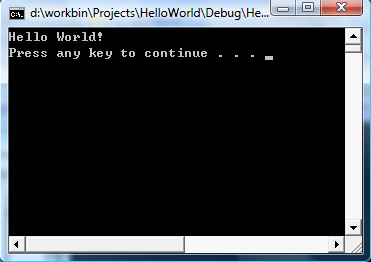 d:\workbin\Projects\HelloWorld\Debug\He...
Hello World!
Press any key to continue . . .